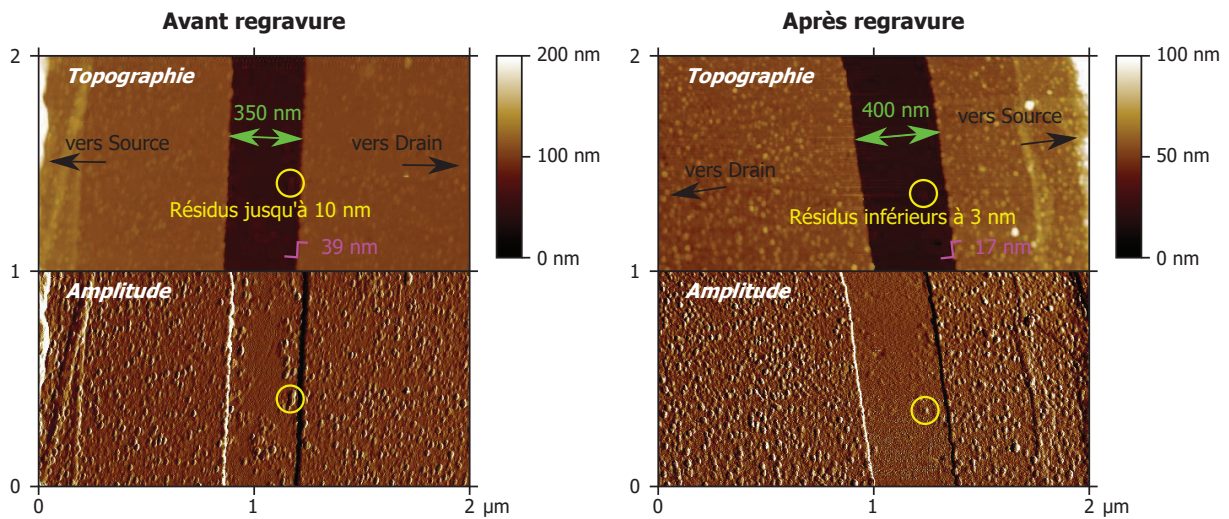 Avant regravure
Topographie
350 nm
vers Source
vers Drain
Résidus jusqu'à 10 nm
39 nm
Amplitude
2
1
0
0
1
2 µm
200 nm
100 nm
0 nm
Après regravure
Topographie
400 nm
vers Source
vers Drain
Résidus inférieurs à 3 nm
17 nm
Amplitude
2
1
0
0
1
2 µm
100 nm
50 nm
0 nm